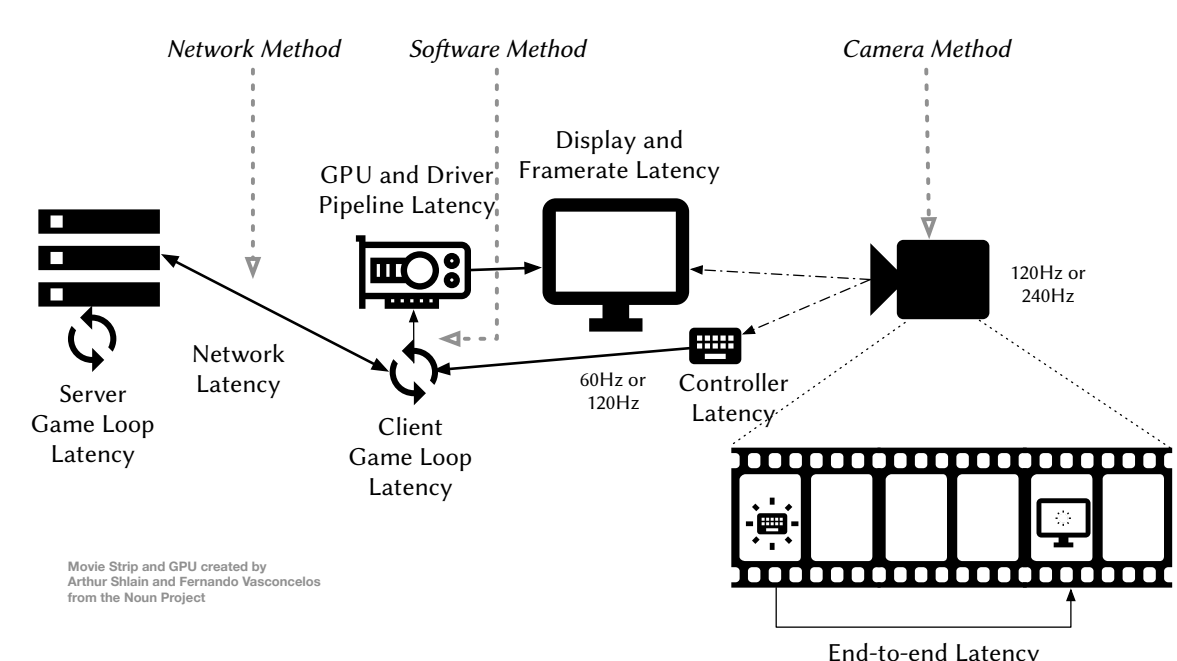 Network Method
Software Method
Camera Method
Display and
Framerate Latency
GPU and Driver
Pipeline Latency
120Hz or
240Hz
Network
Latency
60Hz or
120Hz
Controller
Latency
Server
Game Loop
Latency
Client
Game Loop
Latency
Movie Strip and GPU created by
Arthur Shlain and Fernando Vasconcelos
from the Noun Project
End-to-end Latency